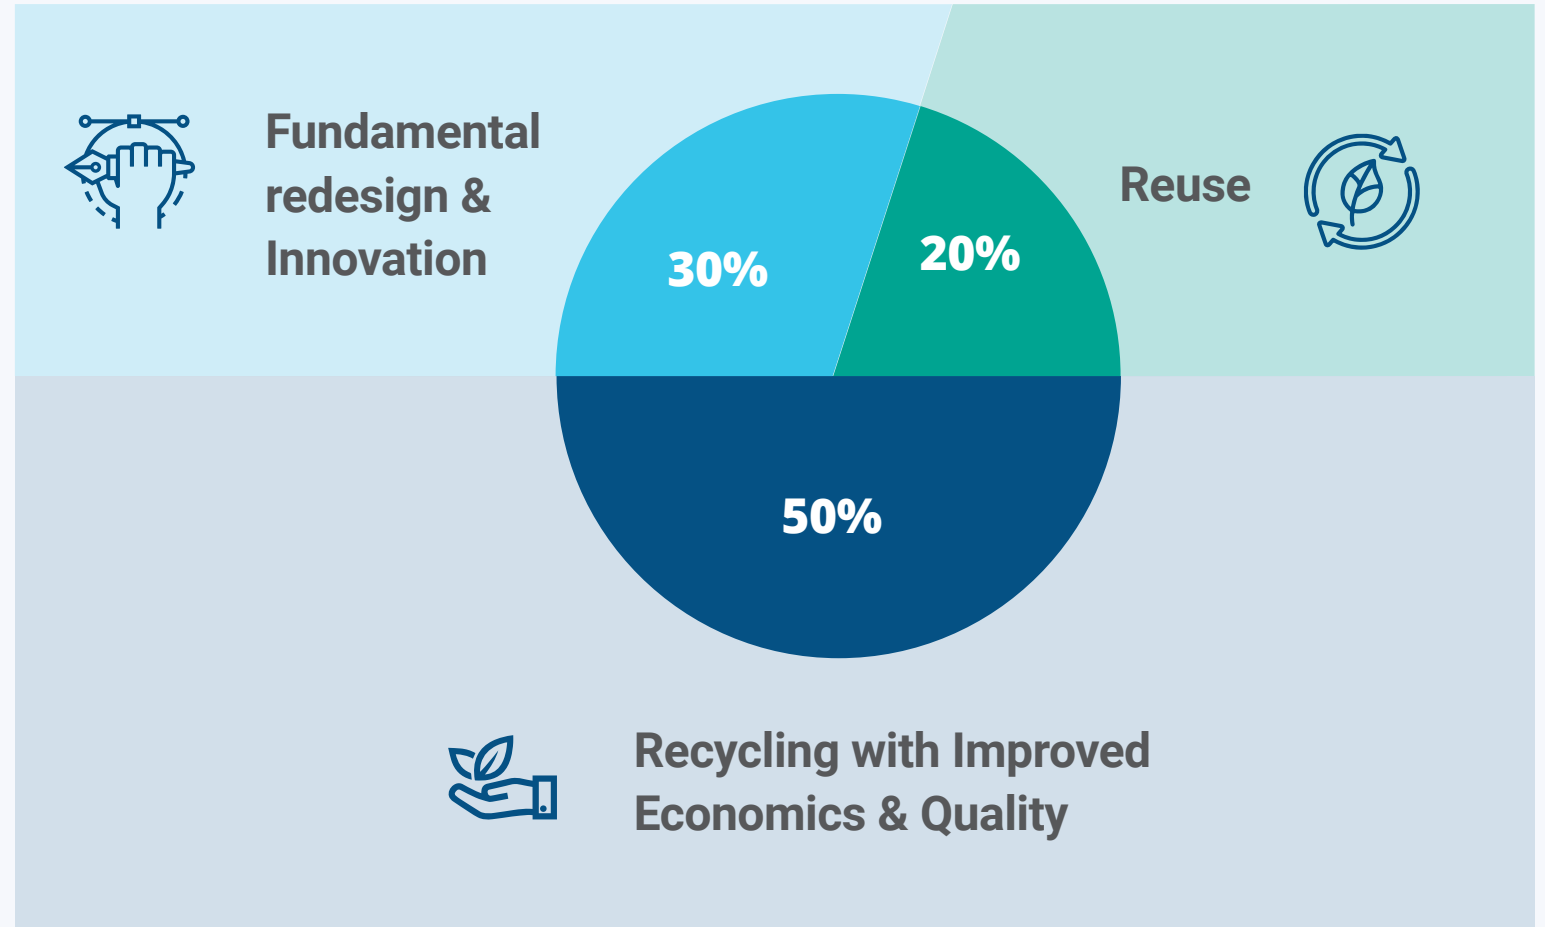 Fundamental
redesign &
Innovation
30%
20%
Reuse
50%
Recycling with Improved
Economics & Quality